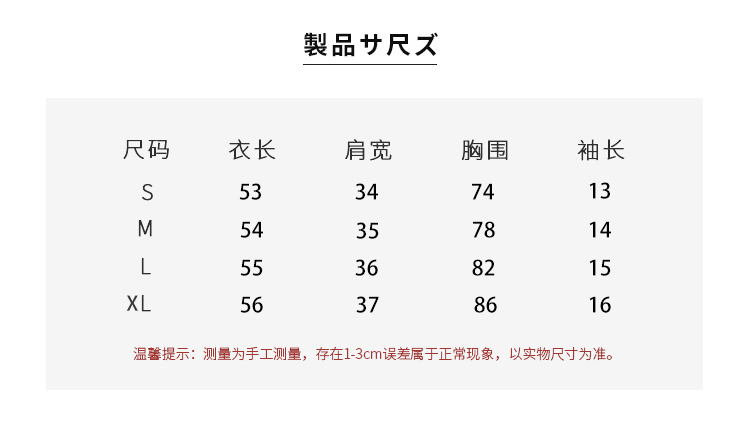 製品サ尺ズ
尺码 衣长 肩宽 胸围 袖长
S 53 34 74 13
M 54 35 78 14
L 55 36 82 15
XL 56 37 86 16
温馨提示：测量为手工测量，存在1-3cm误差属于正常现象，以实物尺寸为准。